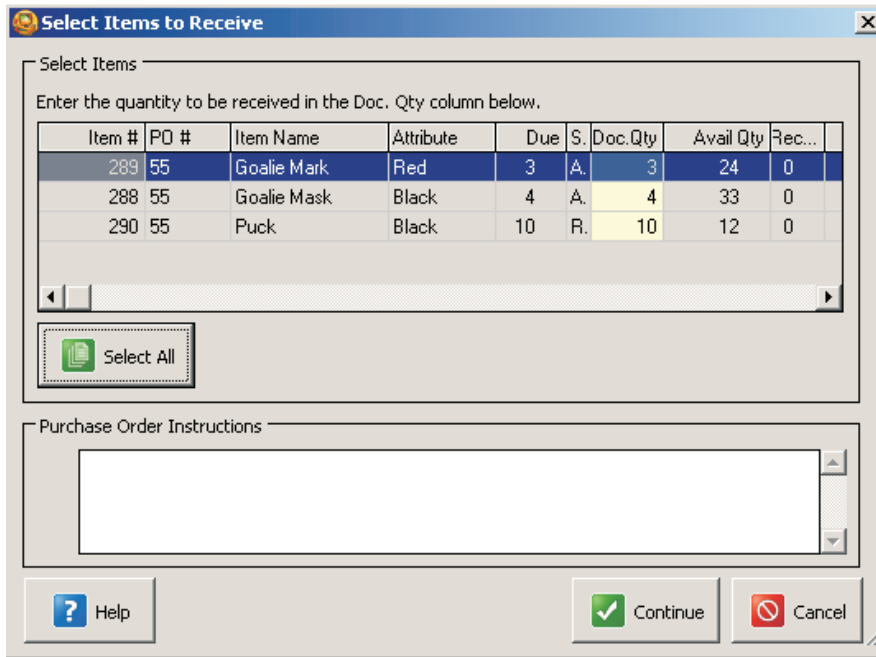 Select Items to Receive
Select Items
Enter the quantity to be received in the Doc. Qty column below.
Item # PO # Item Name Attribute Due S. Doc.Qty Avail Qty Rec...
289 55 Goalie Mark Red 3 A. 3 24 0
288 55 Goalie Mask Black 4 A. 4 33 0
290 55 Puck Black 10 R. 10 12 0
Select All
Purchase Order Instructions
? Help Continue Cancel